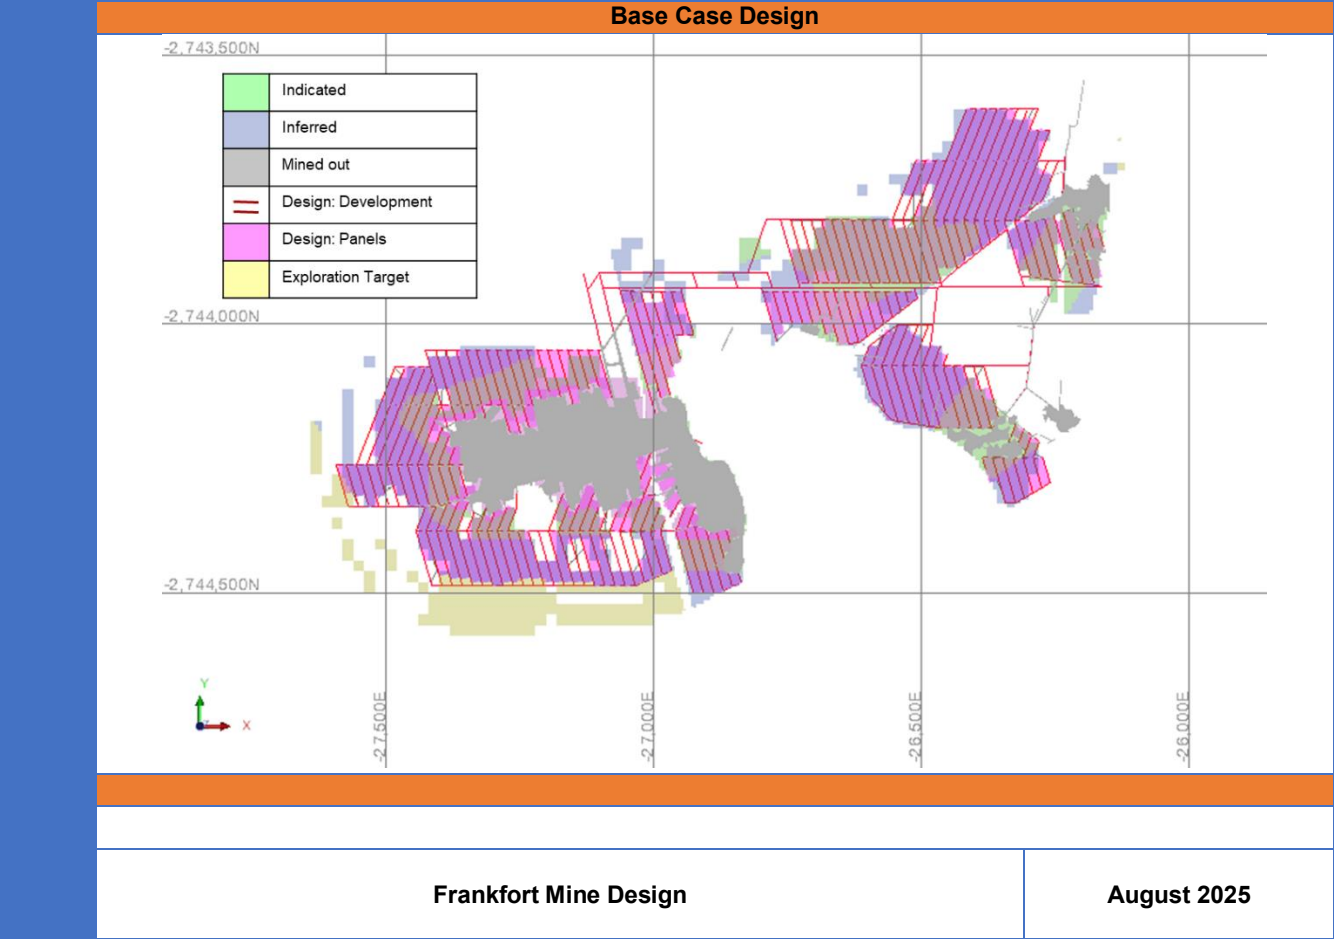 Base Case Design
-2,743,500N
Indicated
Inferred
Mined out
Design: Development
Design: Panels
Exploration Target
-2,744,000N
-2,744,500N
Y
Z
X
-27,500E
-27,000E
-26,500E
-26,000E
Frankfort Mine Design
August 2025